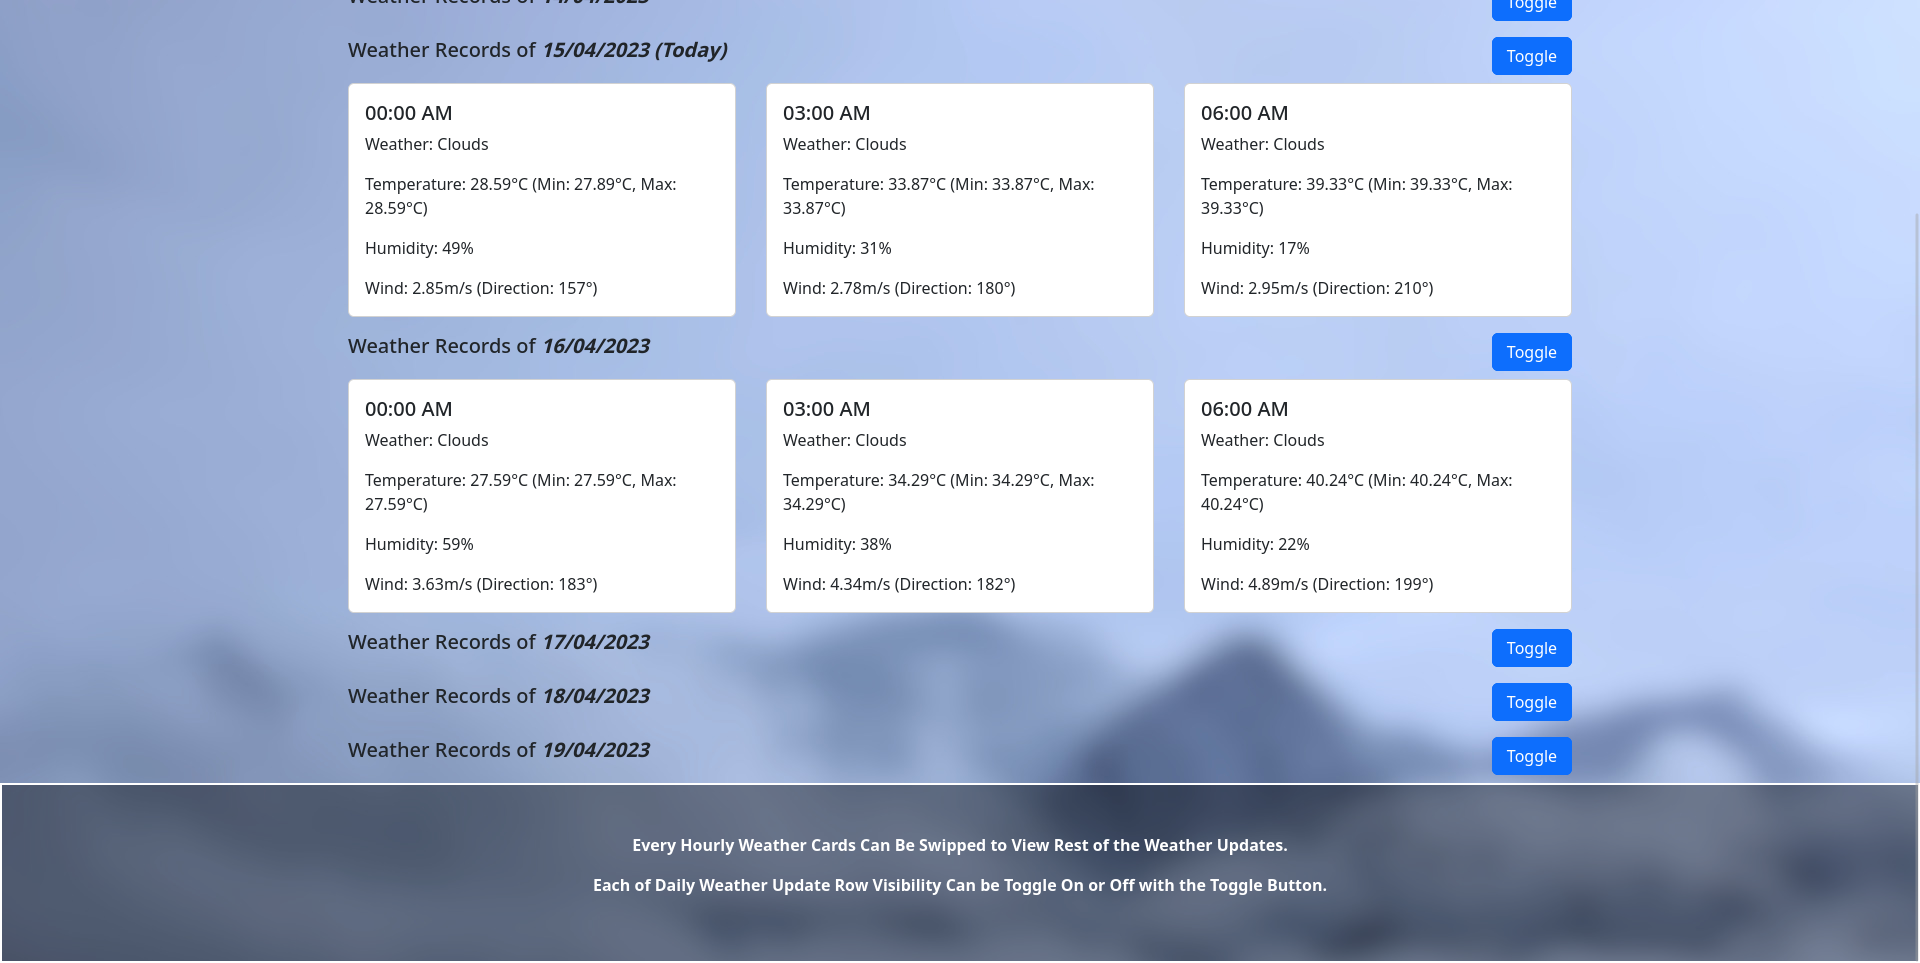 Weather Records of 14/04/2023
Toggle
Weather Records of 15/04/2023 (Today)
Toggle
00:00 AM
Weather: Clouds
Temperature: 28.59°C (Min: 27.89°C, Max:
28.59°C)
Humidity: 49%
Wind: 2.85m/s (Direction: 157°)
03:00 AM
Weather: Clouds
Temperature: 33.87°C (Min: 33.87°C, Max:
33.87°C)
Humidity: 31%
Wind: 2.78m/s (Direction: 180°)
06:00 AM
Weather: Clouds
Temperature: 39.33°C (Min: 39.33°C, Max:
39.33°C)
Humidity: 17%
Wind: 2.95m/s (Direction: 210°)
Weather Records of 16/04/2023
Toggle
00:00 AM
Weather: Clouds
Temperature: 27.59°C (Min: 27.59°C, Max:
27.59°C)
Humidity: 59%
Wind: 3.63m/s (Direction: 183°)
03:00 AM
Weather: Clouds
Temperature: 34.29°C (Min: 34.29°C, Max:
34.29°C)
Humidity: 38%
Wind: 4.34m/s (Direction: 182°)
06:00 AM
Weather: Clouds
Temperature: 40.24°C (Min: 40.24°C, Max:
40.24°C)
Humidity: 22%
Wind: 4.89m/s (Direction: 199°)
Weather Records of 17/04/2023
Toggle
Weather Records of 18/04/2023
Toggle
Weather Records of 19/04/2023
Toggle
Every Hourly Weather Cards Can Be Swipped to View Rest of the Weather Updates.
Each of Daily Weather Update Row Visibility Can be Toggle On or Off with the Toggle Button.